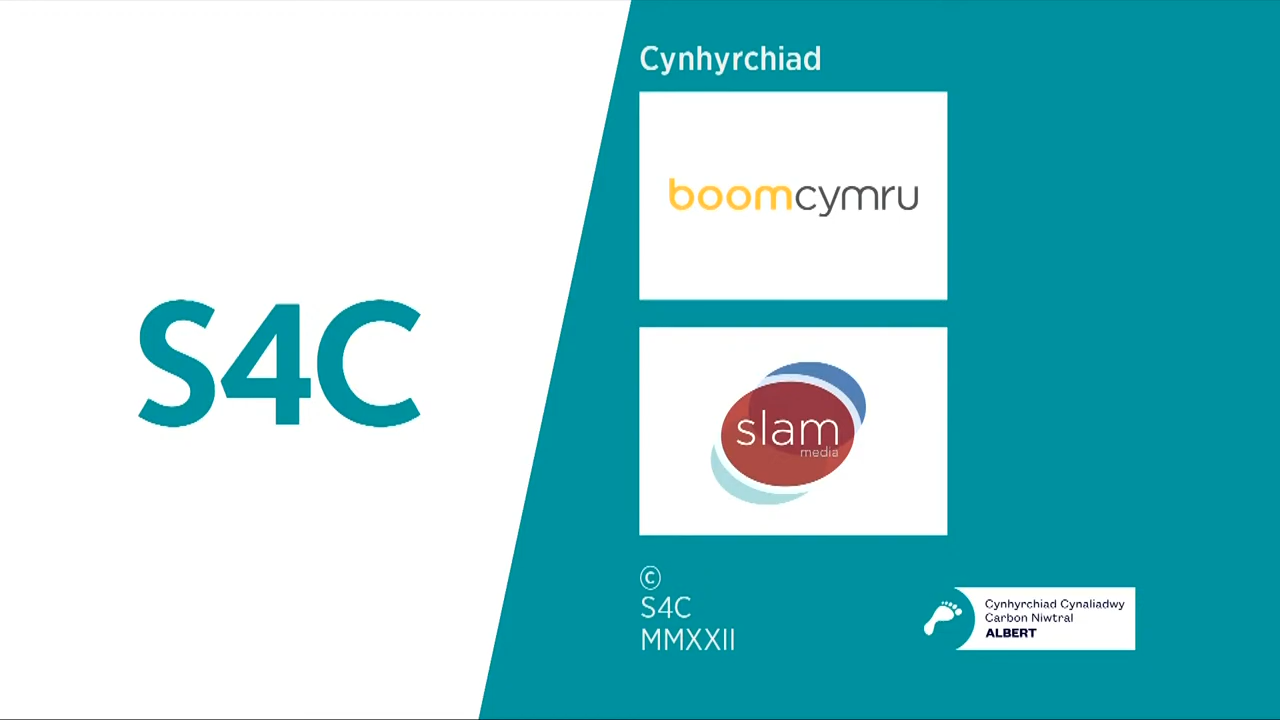 S4C
Cynhyrchiad
boomcymru
slam
media
©
S4C
MMXXII
Cynhyrchiad Cynaliadwy
Carbon Niwtral
ALBERT